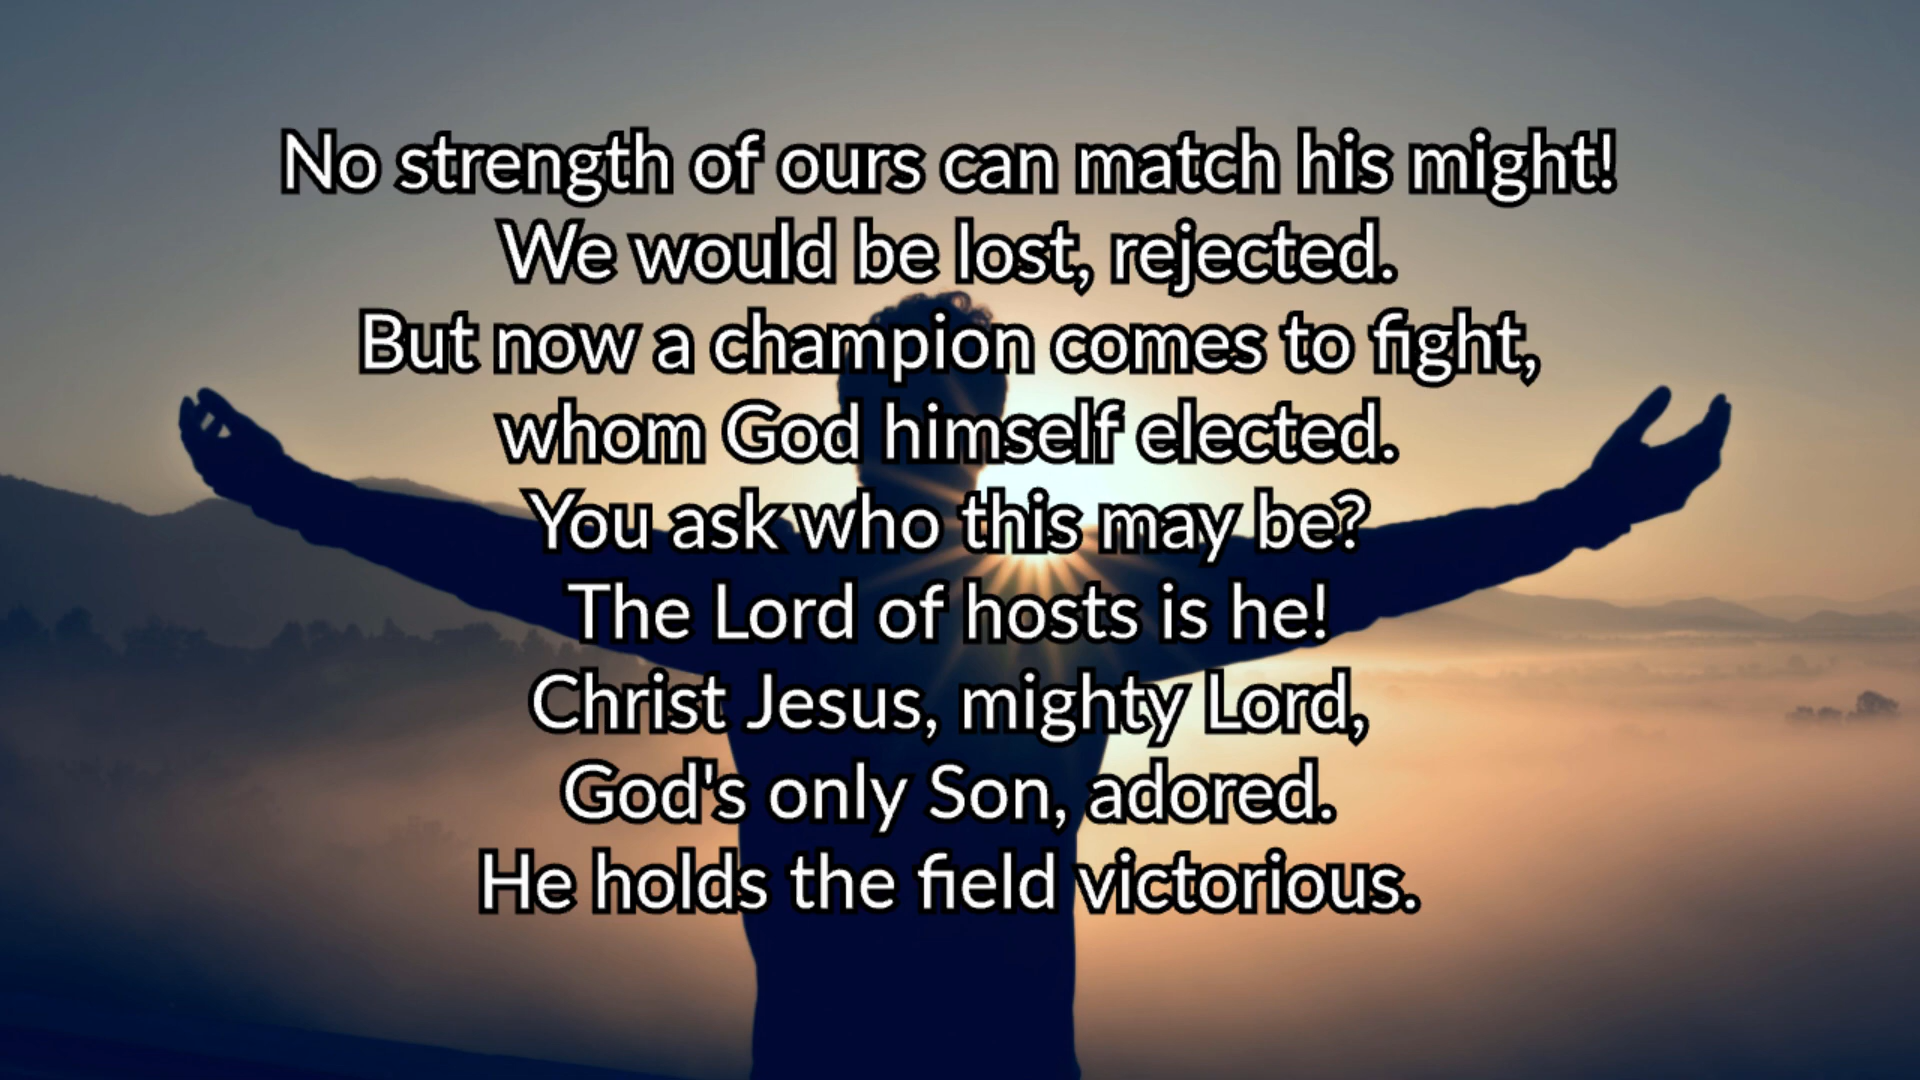 No strength of ours can match his might!
We would be lost, rejected.
But now a champion comes to fight,
whom God himself elected.
You ask who this may be?
The Lord of hosts is he!
Christ Jesus, mighty Lord,
God's only Son, adored.
He holds the field victorious.